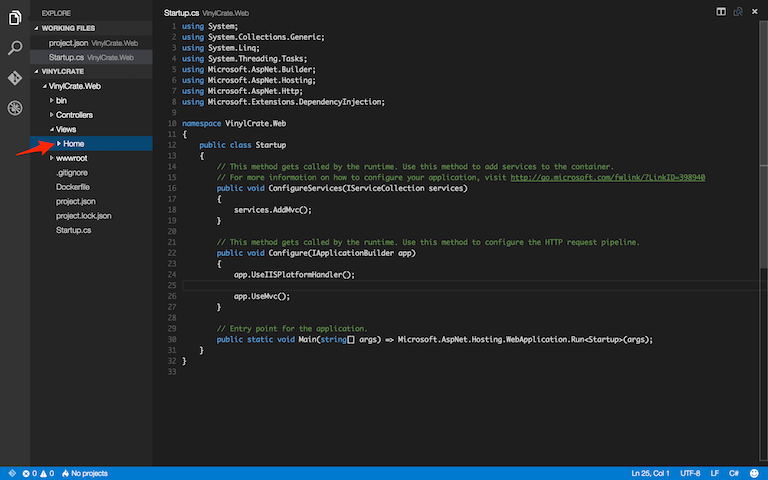 EXPLORE
WORKING FILES
project.json VinylCrate.Web
Startup.cs VinylCrate.Web
VINYLCRATE
VinylCrate.Web
bin
Controllers
Views
Home
wwwroot
.gitignore
Dockerfile
project.json
project.lock.json
Startup.cs
Startup.cs VinylCrate.Web
1 using System;
2 using System.Collections.Generic;
3 using System.Linq;
4 using System.Threading.Tasks;
5 using Microsoft.AspNet.Builder;
6 using Microsoft.AspNet.Hosting;
7 using Microsoft.AspNet.Http;
8 using Microsoft.Extensions.DependencyInjection;
9
10 namespace VinylCrate.Web
11 {
12 public class Startup
13 {
14 // This method gets called by the runtime. Use this method to add services to the container.
15 // For more information on how to configure your application, visit http://go.microsoft.com/fwlink/?LinkID=398940
16 public void ConfigureServices(IServiceCollection services)
17 {
18 services.AddMvc();
19 }
20
21 // This method gets called by the runtime. Use this method to configure the HTTP request pipeline.
22 public void Configure(IApplicationBuilder app)
23 {
24 app.UseIISPlatformHandler();
25
26 app.UseMvc();
27 }
28
29 // Entry point for the application.
30 public static void Main(string[] args) => Microsoft.AspNet.Hosting.WebApplication.Run<Startup>(args);
31 }
32 }
33
0 0 No projects
Ln 25, Col 1 UTF-8 LF C#